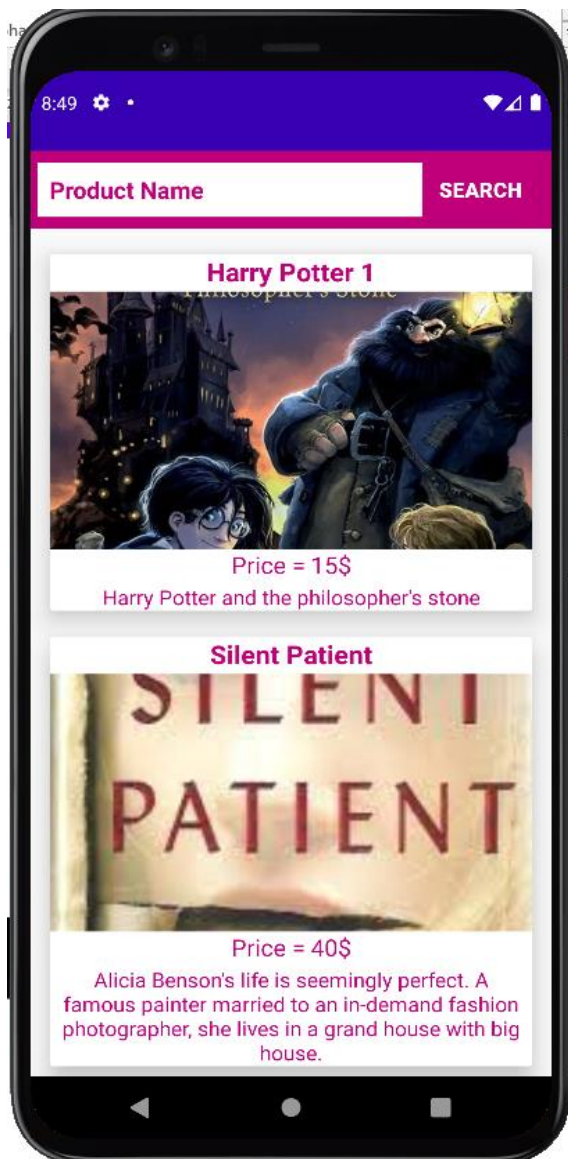 8:49
Product Name
SEARCH
Harry Potter 1
Philosopher's Stone
Price = 15$
Harry Potter and the philosopher's stone
Silent Patient
SILENT
PATIENT
Price = 40$
Alicia Benson's life is seemingly perfect. A
famous painter married to an in-demand fashion
photographer, she lives in a grand house with big
house.